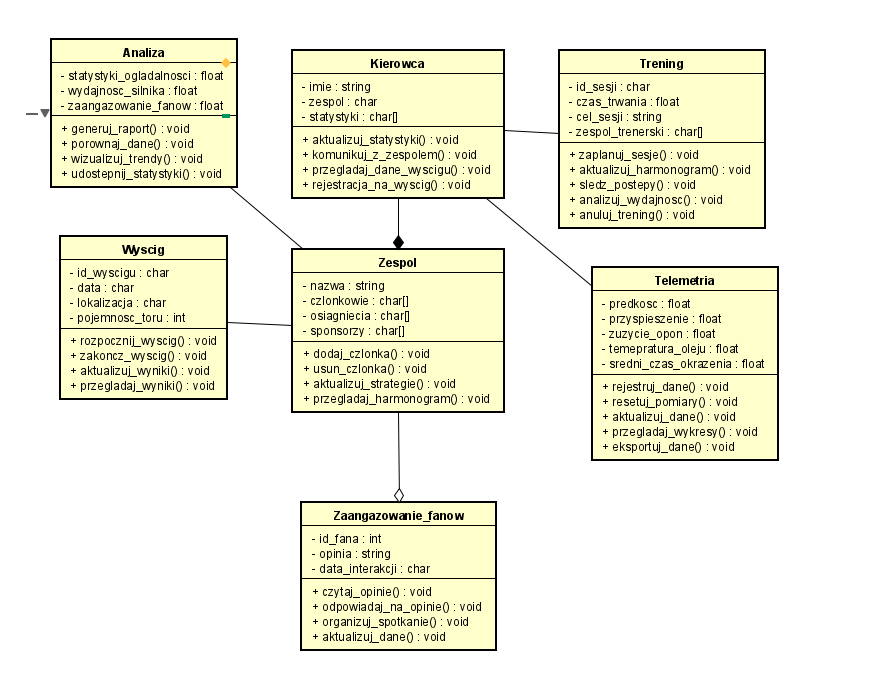 Analiza
- statystyki_ogladalnosci : float
- wydajnosc_silnika : float
- zaangazowanie_fanow : float
+ generuj_raport() : void
+ porownaj_dane() : void
+ wizualizuj_trendy() : void
+ udostepnij_statystyki() : void
Kierowca
- imie : string
- zespol : char
- statystyki : char[]
+ aktualizuj_statystyki() : void
+ komunikuj_z_zespolem() : void
+ przegladaj_dane_wyscigu() : void
+ rejestracja_na_wyscig() : void
Trening
- id_sesji : char
- czas_trwania : float
- cel_sesji : string
- zespol_trenerski : char[]
+ zaplanuj_sesje() : void
+ aktualizuj_harmonogram() : void
+ sledz_postepy() : void
+ analizuj_wydajnosc() : void
+ anuluj_trening() : void
Wyscig
- id_wyscigu : char
- data : char
- lokalizacja : char
- pojemnosc_toru : int
+ rozpocznij_wyscig() : void
+ zakoncz_wyscig() : void
+ aktualizuj_wyniki() : void
+ przegladaj_wyniki() : void
Zespol
- nazwa : string
- czlonkowie : char[]
- osiagniecia : char[]
- sponsorzy : char[]
+ dodaj_czlonka() : void
+ usun_czlonka() : void
+ aktualizuj_strategie() : void
+ przegladaj_harmonogram() : void
Telemetria
- predkosc : float
- przyspieszenie : float
- zuzycie_opon : float
- temepratura_oleju : float
- sredni_czas_okrazenia : float
+ rejestruj_dane() : void
+ resetuj_pomiary() : void
+ aktualizuj_dane() : void
+ przegladaj_wykresy() : void
+ eksportuj_dane() : void
Zaangazowanie_fanow
- id_fana : int
- opinia : string
- data_interakcji : char
+ czytaj_opinie() : void
+ odpowiadaj_na_opinie() : void
+ organizuj_spotkanie() : void
+ aktualizuj_dane() : void